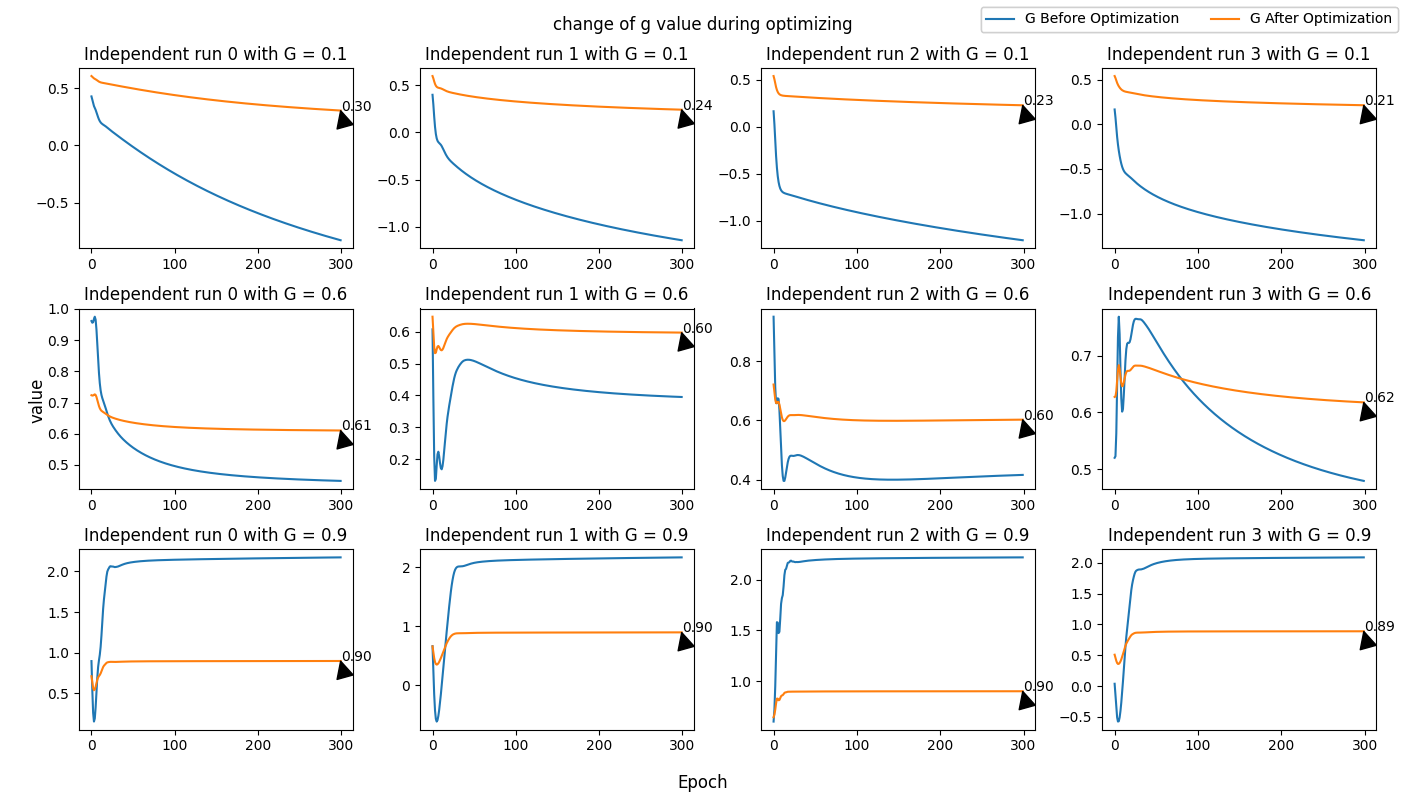 change of g value during optimizing
G Before Optimization G After Optimization
Independent run 0 with G = 0.1
0.5
0.0
−0.5
0 100 200 300
0.30
Independent run 1 with G = 0.1
0.5
0.0
−0.5
−1.0
0 100 200 300
0.24
Independent run 2 with G = 0.1
0.5
0.0
−0.5
−1.0
0 100 200 300
0.23
Independent run 3 with G = 0.1
0.5
0.0
−0.5
−1.0
0 100 200 300
0.21
value
Independent run 0 with G = 0.6
1.0
0.9
0.8
0.7
0.6
0.5
0 100 200 300
0.61
Independent run 1 with G = 0.6
0.6
0.5
0.4
0.3
0.2
0 100 200 300
0.60
Independent run 2 with G = 0.6
0.8
0.6
0.4
0 100 200 300
0.60
Independent run 3 with G = 0.6
0.7
0.6
0.5
0 100 200 300
0.62
Independent run 0 with G = 0.9
2.0
1.5
1.0
0.5
0 100 200 300
0.90
Independent run 1 with G = 0.9
2
1
0
0 100 200 300
0.90
Independent run 2 with G = 0.9
2.0
1.5
1.0
0 100 200 300
0.90
Independent run 3 with G = 0.9
2.0
1.5
1.0
0.5
0.0
−0.5
0 100 200 300
0.89
Epoch